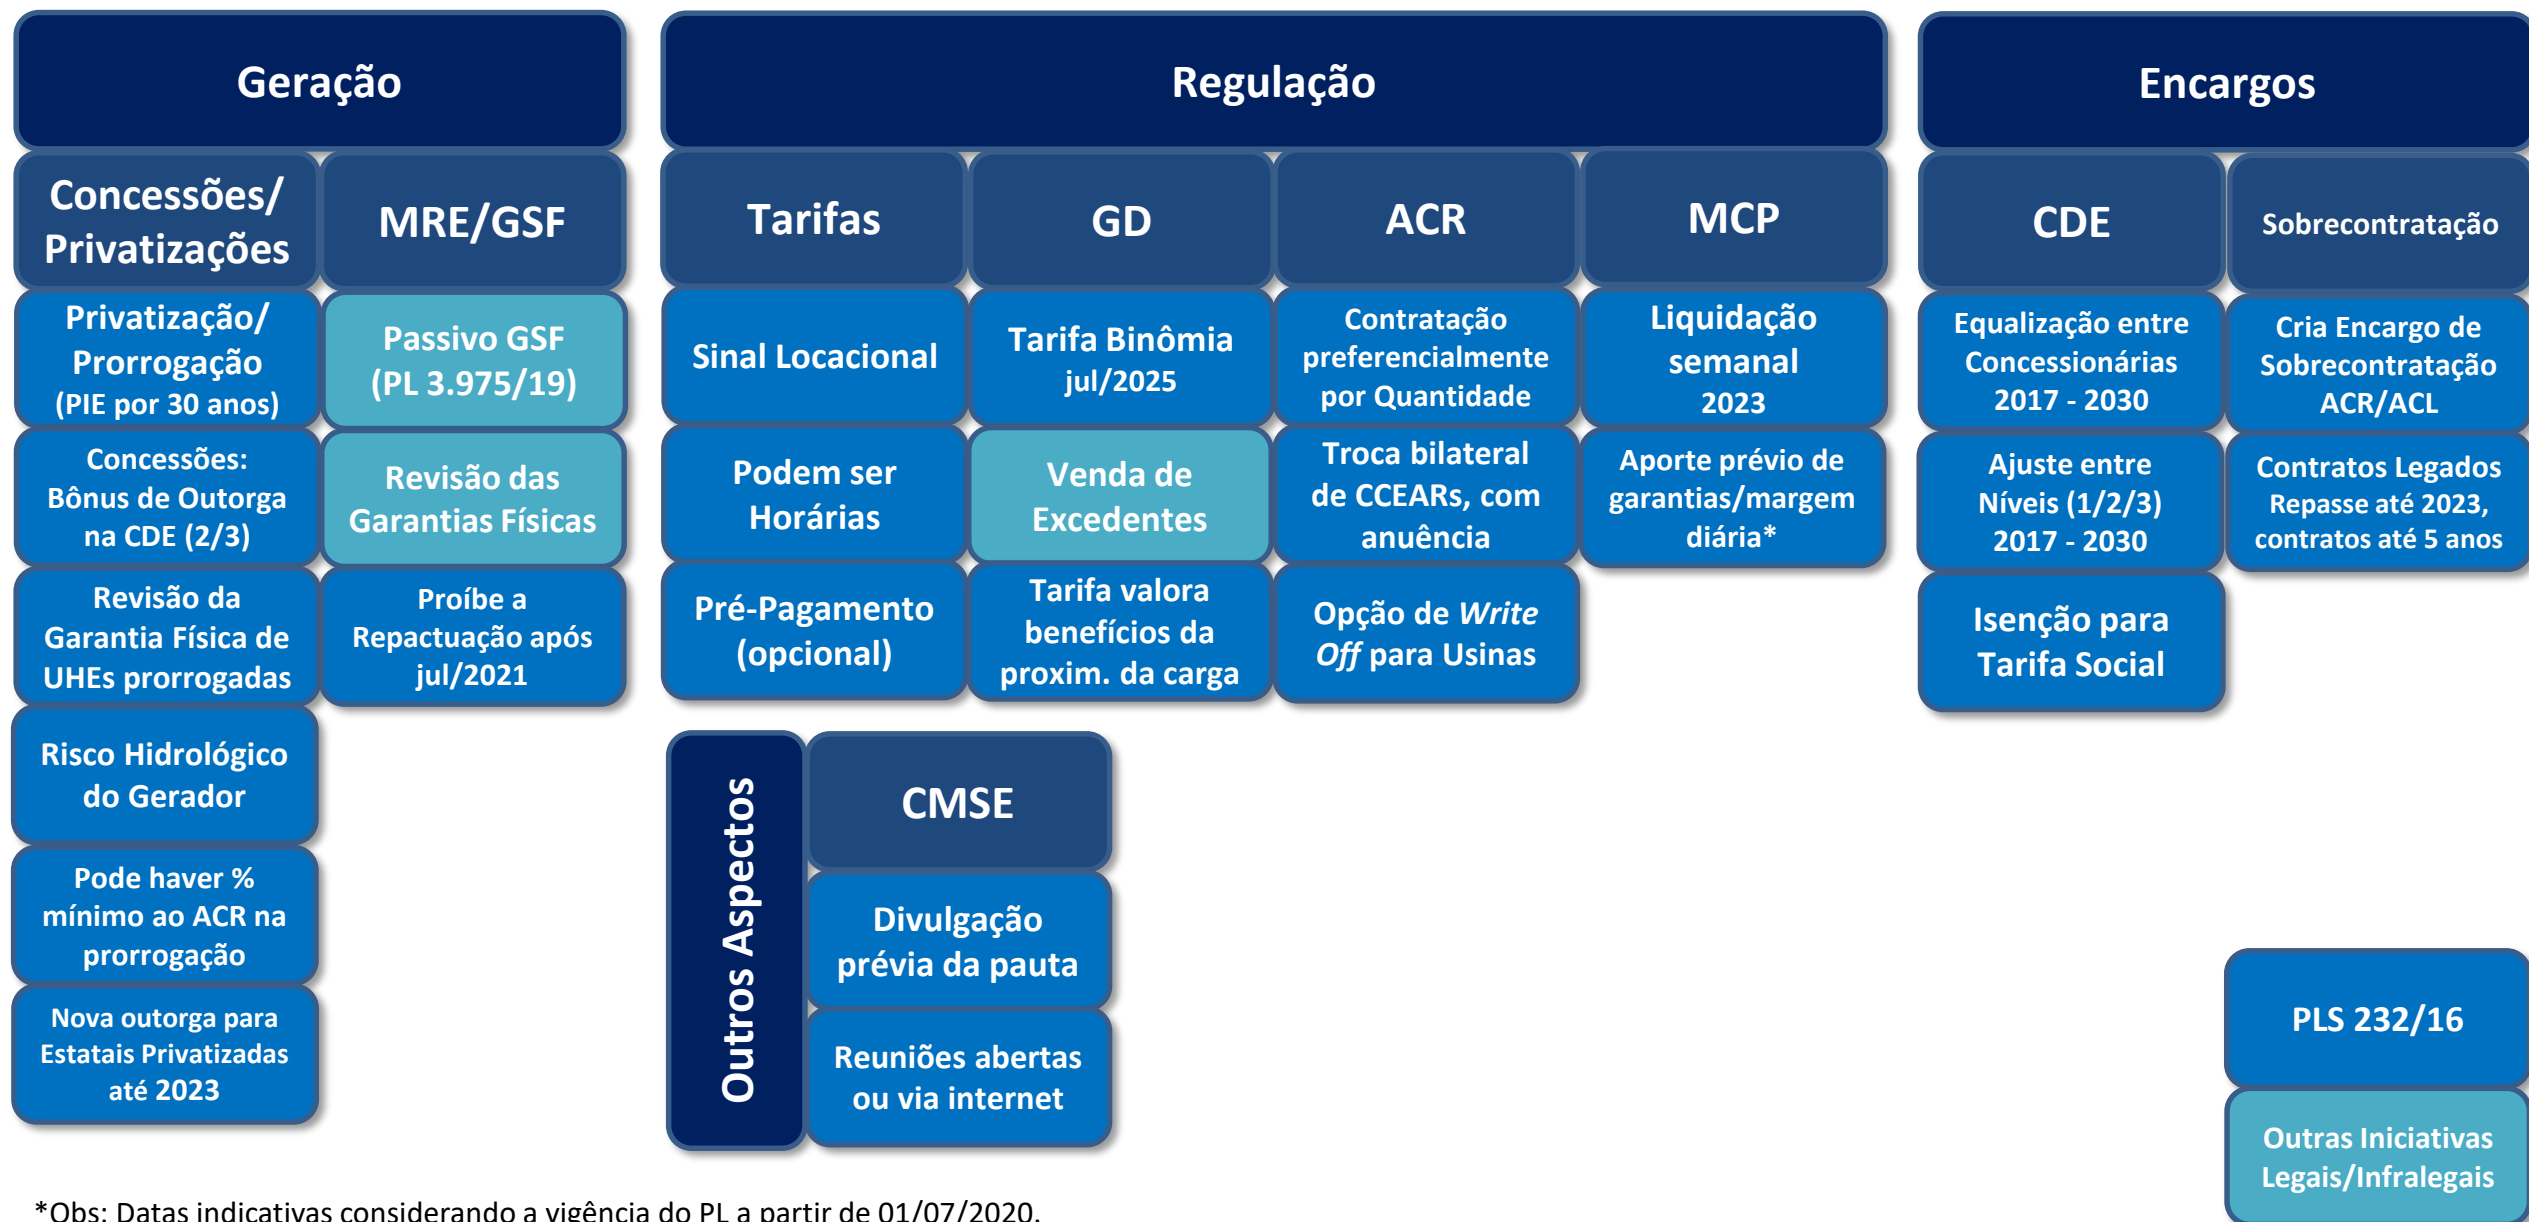 Geração
Concessões/
Privatizações
MRE/GSF
Privatização/
Prorrogação
(PIE por 30 anos)
Passivo GSF
(PL 3.975/19)
Concessões:
Bônus de Outorga
na CDE (2/3)
Revisão das
Garantias Físicas
Revisão da
Garantia Física de
UHEs prorrogadas
Proíbe a
Repactuação após
jul/2021
Risco Hidrológico
do Gerador
Pode haver %
mínimo ao ACR na
prorrogação
Nova outorga para
Estatais Privatizadas
até 2023
Regulação
Tarifas
GD
ACR
MCP
Sinal Locacional
Tarifa Binômia
jul/2025
Contratação
preferencialmente
por Quantidade
Liquidação
semanal
2023
Podem ser
Horárias
Venda de
Excedentes
Troca bilateral
de CCEARs, com
anuência
Aporte prévio de
garantias/margem
diária*
Pré-Pagamento
(opcional)
Tarifa valora
benefícios da
proxim. da carga
Opção de Write
Off para Usinas
Encargos
CDE
Sobrecontratação
Equalização entre
Concessionárias
2017 - 2030
Cria Encargo de
Sobrecontratação
ACR/ACL
Ajuste entre
Níveis (1/2/3)
2017 - 2030
Contratos Legados
Repasse até 2023,
contratos até 5 anos
Isenção para
Tarifa Social
Outros Aspectos
CMSE
Divulgação
prévia da pauta
Reuniões abertas
ou via internet
PLS 232/16
Outras Iniciativas
Legais/Infralegais
*Obs: Datas indicativas considerando a vigência do PL a partir de 01/07/2020.